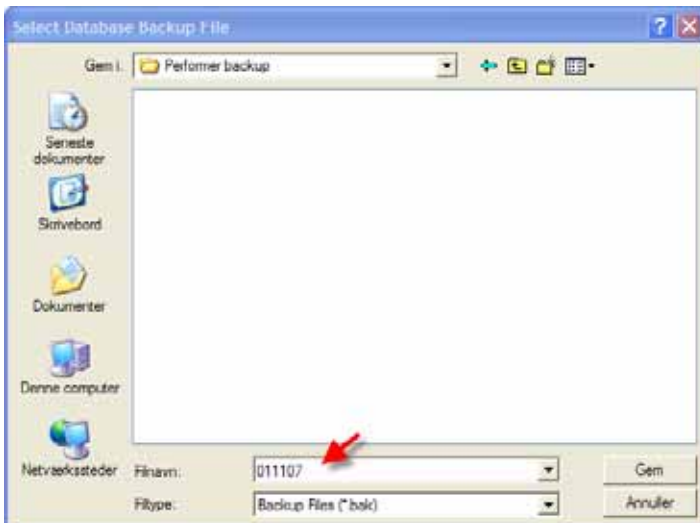 Select Database Backup File
Gem i:
Performer backup
Seneste
dokumenter
Skrivebord
Dokumenter
Denne computer
Netværkssteder
Filnavn:
011107
Gem
Filtype:
Backup Files (*.bak)
Annuller